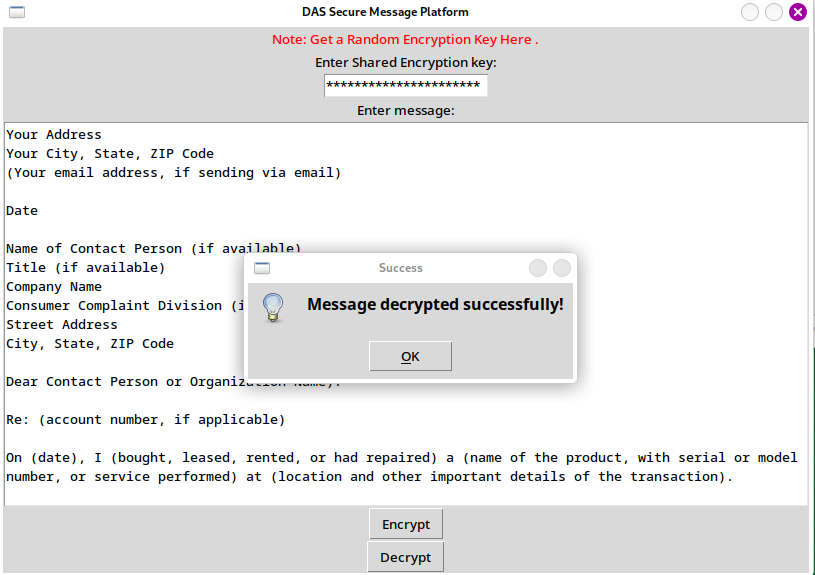 DAS Secure Message Platform
Note: Get a Random Encryption Key Here .
Enter Shared Encryption key:
***********************
Enter message:
Your Address
Your City, State, ZIP Code
(Your email address, if sending via email)
Date
Name of Contact Person (if available)
Title (if available)
Company Name
Consumer Complaint Division (i
Street Address
City, State, ZIP Code
Dear Contact Person or Organization Name):
Re: (account number, if applicable)
On (date), I (bought, leased, rented, or had repaired) a (name of the product, with serial or model
number, or service performed) at (location and other important details of the transaction).
Success
Message decrypted successfully!
OK
Encrypt
Decrypt